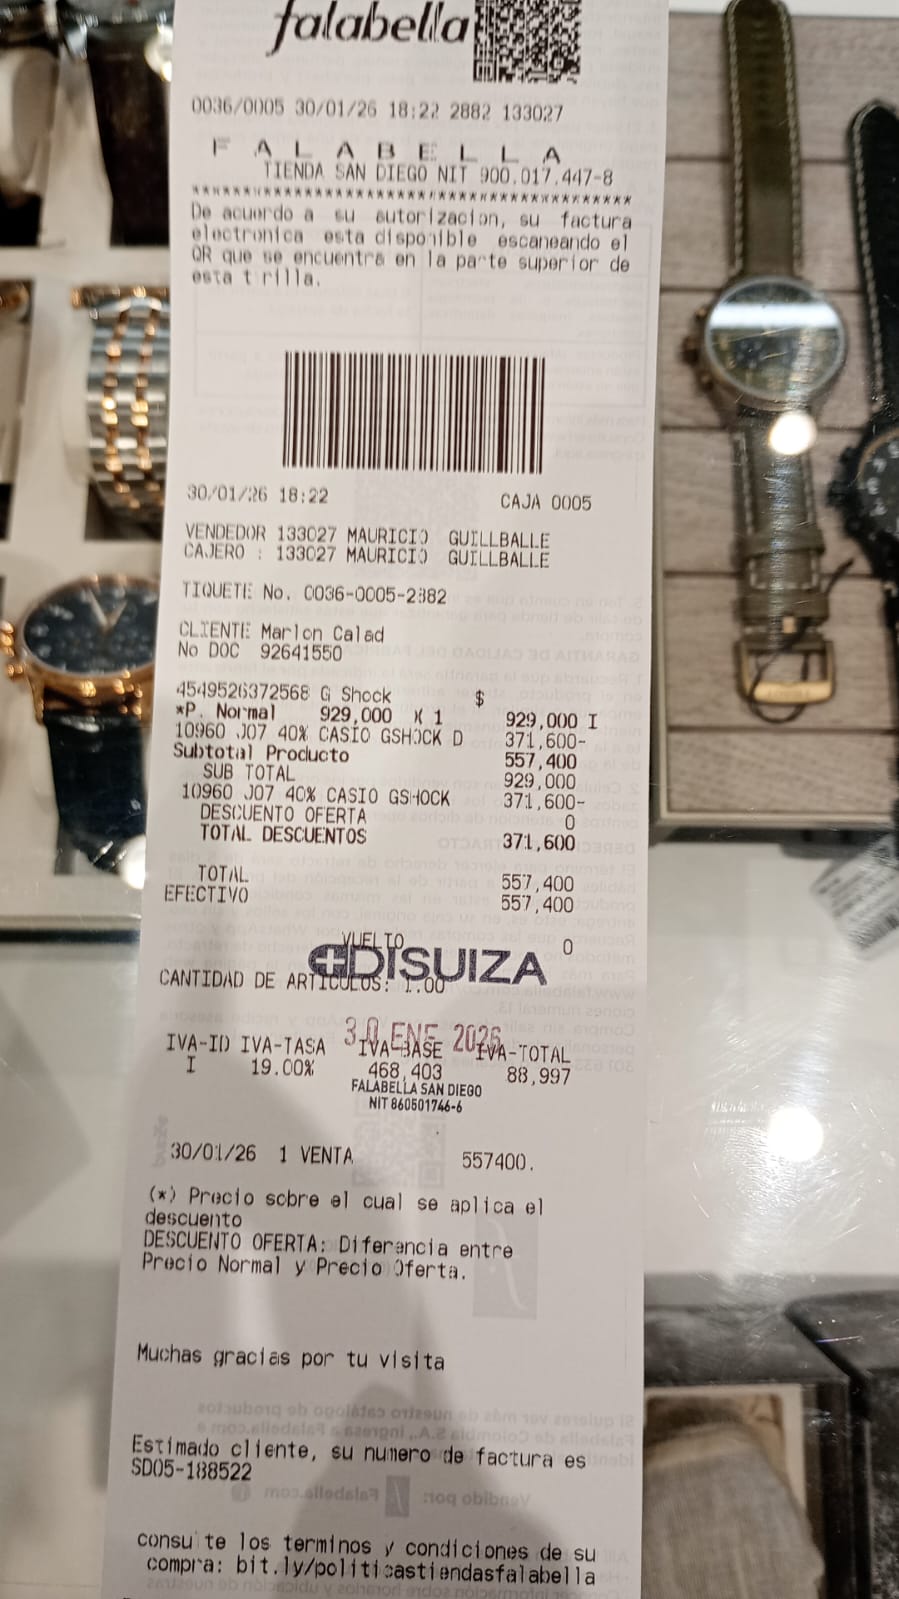 falabella
0036/0005 30/01/26 18:22 2882 133027
F A L A B E L L A
TIENDA SAN DIEGO NIT 900.017.447-8
De acuerdo a su autorizacion, su factura
electronica esta disponible escaneando el
QR que se encuentra en la parte superior de
esta tirilla.
30/01/26 18:22 CAJA 0005
VENDEDOR 133027 MAURICIO GUILLBALLE
CAJERO : 133027 MAURICIO GUILLBALLE
TIQUETE No. 0036-0005-2882
CLIENTE Marlon Calad
No DOC 92641550
4549526372568 G Shock $
*P. Normal 929,000 X 1 929,000 I
10960 J07 40% CASIO GSHOCK D 371,600-
Subtotal Producto 557,400
SUB TOTAL 929,000
10960 J07 40% CASIO GSHOCK 371,600-
DESCUENTO OFERTA 0
TOTAL DESCUENTOS 371,600
TOTAL 557,400
EFECTIVO 557,400
VUELTO 0
DISUIZA
CANTIDAD DE ARTICULOS: 1.00
30 ENE 2026
IVA-ID IVA-TASA IVA-BASE IVA-TOTAL
I 19.00% 468,403 88,997
FALABELLA SAN DIEGO
NIT 860501746-6
30/01/26 1 VENTA 557400.
(*) Precio sobre el cual se aplica el
descuento
DESCUENTO OFERTA: Diferencia entre
Precio Normal y Precio Oferta.
Muchas gracias por tu visita
Estimado cliente, su numero de factura es
SD05-188522
consulte los terminos y condiciones de su
compra: bit.ly/politicastiendasfalabella